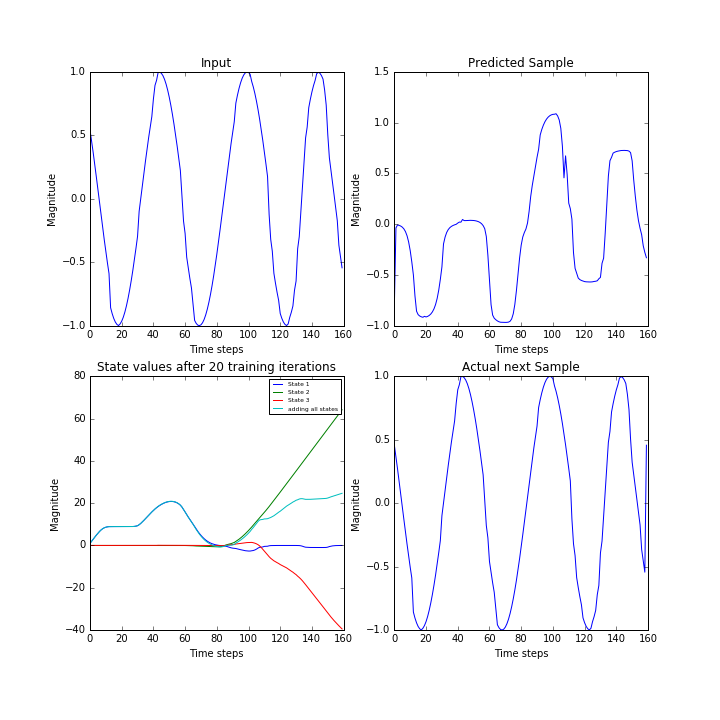 Input
Magnitude
1.0
0.5
0.0
−0.5
−1.0
0 20 40 60 80 100 120 140 160
Time steps
Predicted Sample
Magnitude
1.5
1.0
0.5
0.0
−0.5
−1.0
0 20 40 60 80 100 120 140 160
Time steps
State values after 20 training iterations
Magnitude
80
60
40
20
0
−20
−40
State 1
State 2
State 3
adding all states
0 20 40 60 80 100 120 140 160
Time steps
Actual next Sample
Magnitude
1.0
0.5
0.0
−0.5
−1.0
0 20 40 60 80 100 120 140 160
Time steps